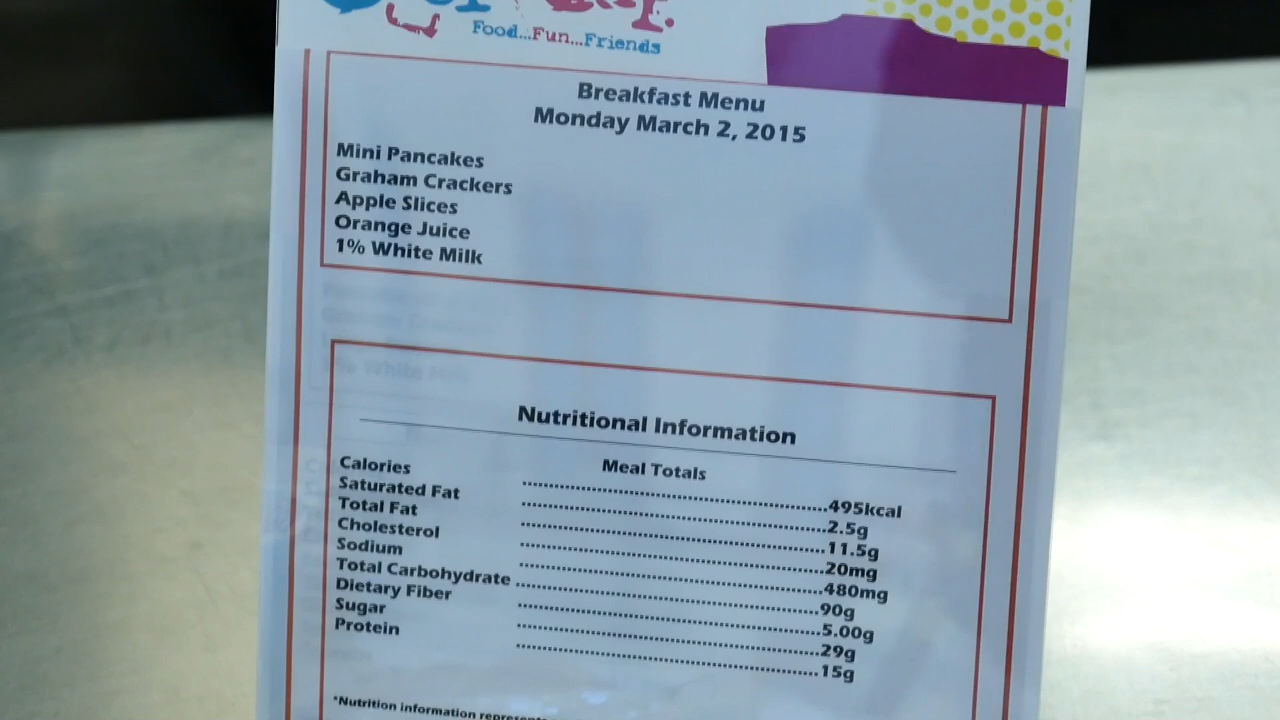 Food...Fun...Friends
Breakfast Menu
Monday March 2, 2015
Mini Pancakes
Graham Crackers
Apple Slices
Orange Juice
1% White Milk
Nutritional Information
Meal Totals
Calories ..........495kcal
Saturated Fat ..........2.5g
Total Fat ..........11.5g
Cholesterol ..........20mg
Sodium ..........480mg
Total Carbohydrate ..........90g
Dietary Fiber ..........5.00g
Sugar ..........29g
Protein ..........15g
*Nutrition information